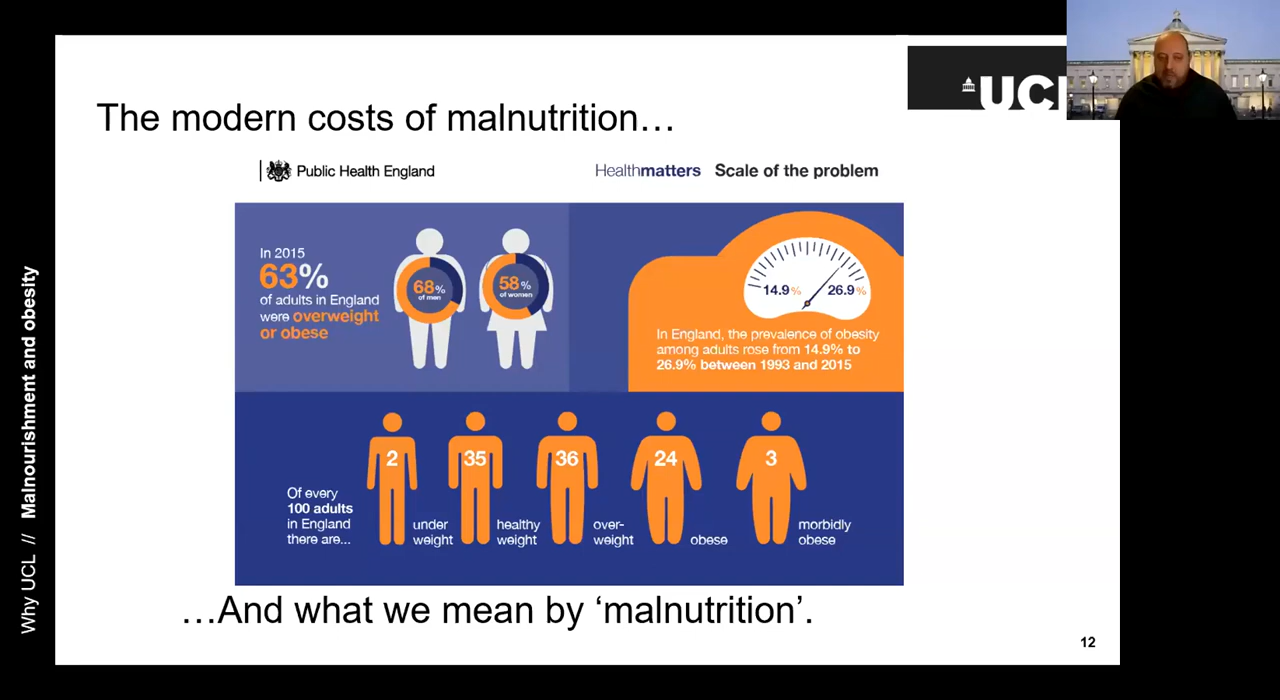 UCL
The modern costs of malnutrition…
Public Health England
Healthmatters Scale of the problem
In 2015
63%
of adults in England
were overweight
or obese
68%
of men
58%
of women
14.9% 26.9%
In England, the prevalence of obesity
among adults rose from 14.9% to
26.9% between 1993 and 2015
Of every
100 adults
in England
there are...
2
under
weight
35
healthy
weight
36
over-
weight
24
obese
3
morbidly
obese
…And what we mean by ‘malnutrition’.
12
Why UCL // Malnourishment and obesity